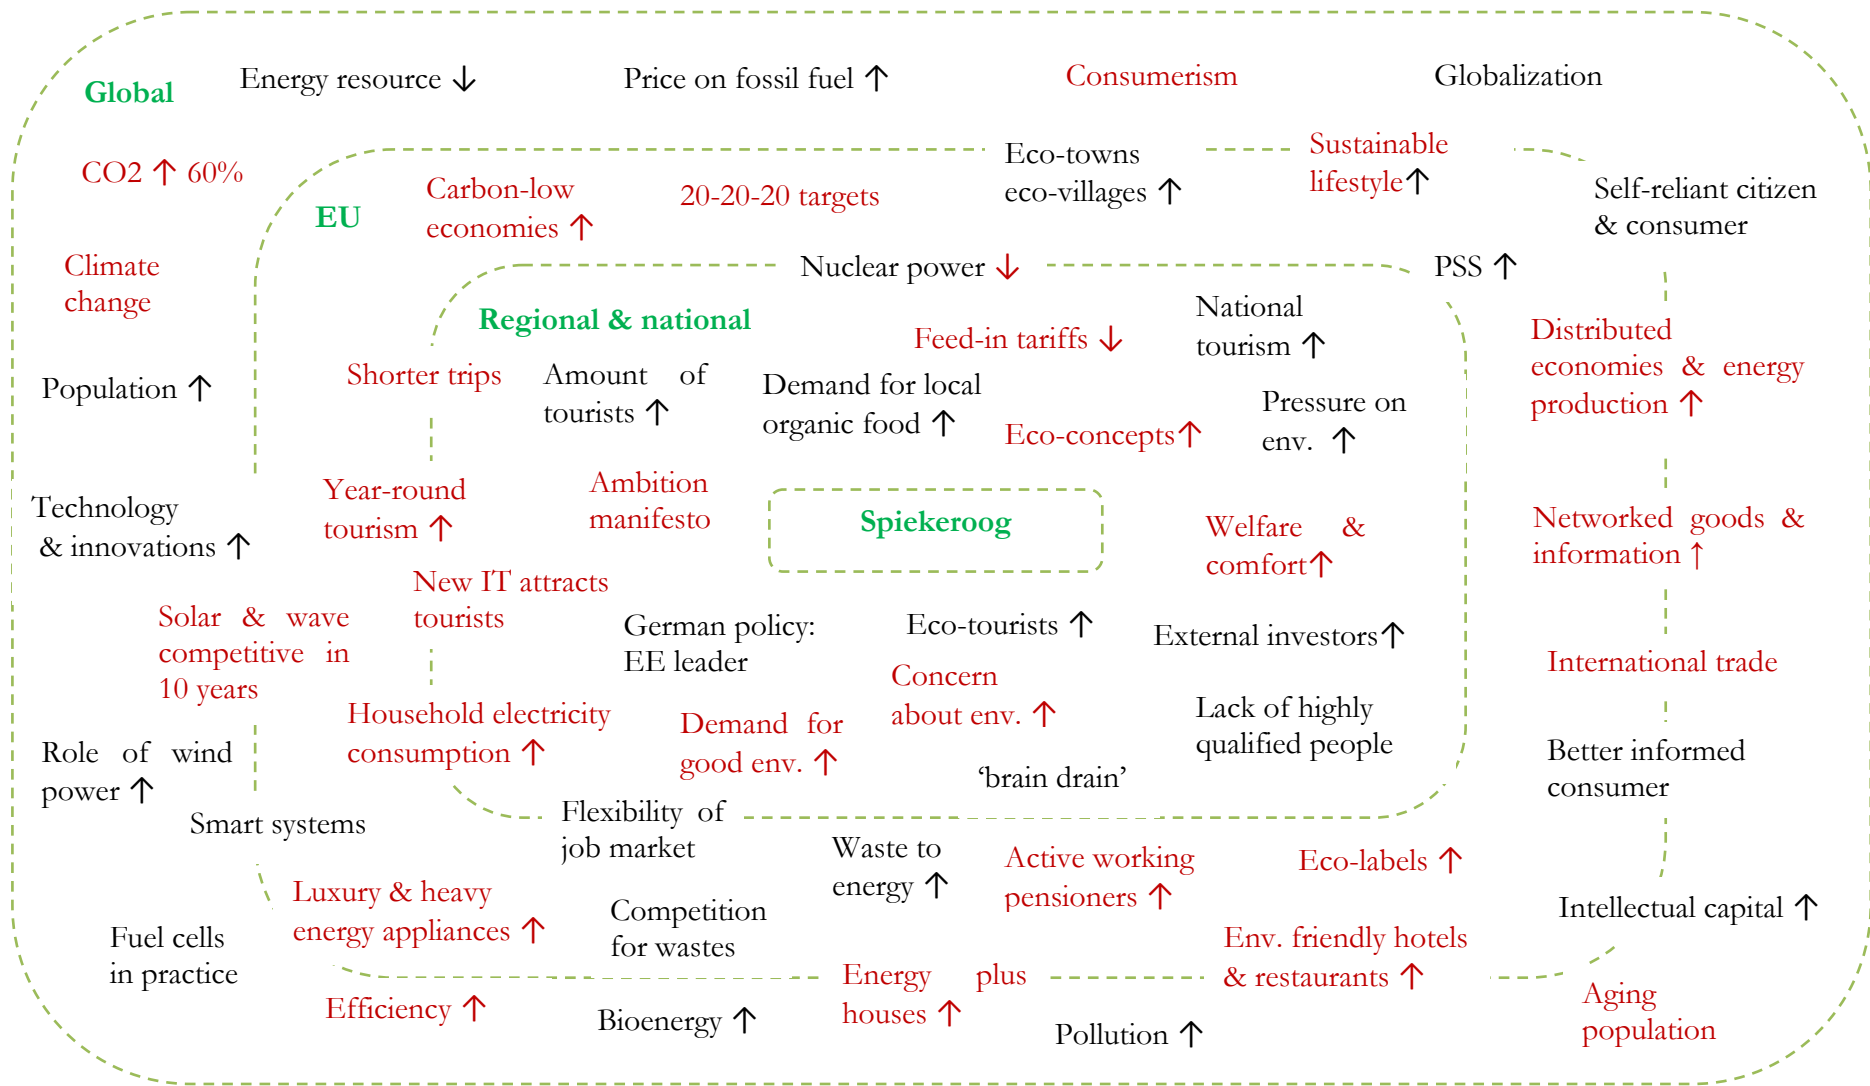 Global
Energy resource ↓
Price on fossil fuel ↑
Consumerism
Globalization
CO2 ↑ 60%
EU
Carbon-low
economies ↑
20-20-20 targets
Eco-towns
eco-villages ↑
Sustainable
lifestyle↑
Self-reliant citizen
& consumer
Climate
change
Nuclear power ↓
PSS ↑
Regional & national
Feed-in tariffs ↓
National
tourism ↑
Distributed
economies & energy
production ↑
Population ↑
Shorter trips
Amount of
tourists ↑
Demand for local
organic food ↑
Eco-concepts↑
Pressure on
env. ↑
Technology
& innovations ↑
Year-round
tourism ↑
Ambition
manifesto
Spiekeroog
Welfare &
comfort↑
Networked goods &
information ↑
New IT attracts
tourists
Solar & wave
competitive in
10 years
German policy:
EE leader
Eco-tourists ↑
External investors↑
International trade
Concern
about env. ↑
Household electricity
consumption ↑
Demand for
good env. ↑
Lack of highly
qualified people
Role of wind
power ↑
‘brain drain’
Better informed
consumer
Smart systems
Flexibility of
job market
Waste to
energy ↑
Active working
pensioners ↑
Eco-labels ↑
Luxury & heavy
energy appliances ↑
Competition
for wastes
Intellectual capital ↑
Fuel cells
in practice
Env. friendly hotels
& restaurants ↑
Efficiency ↑
Bioenergy ↑
Energy plus
houses ↑
Pollution ↑
Aging
population